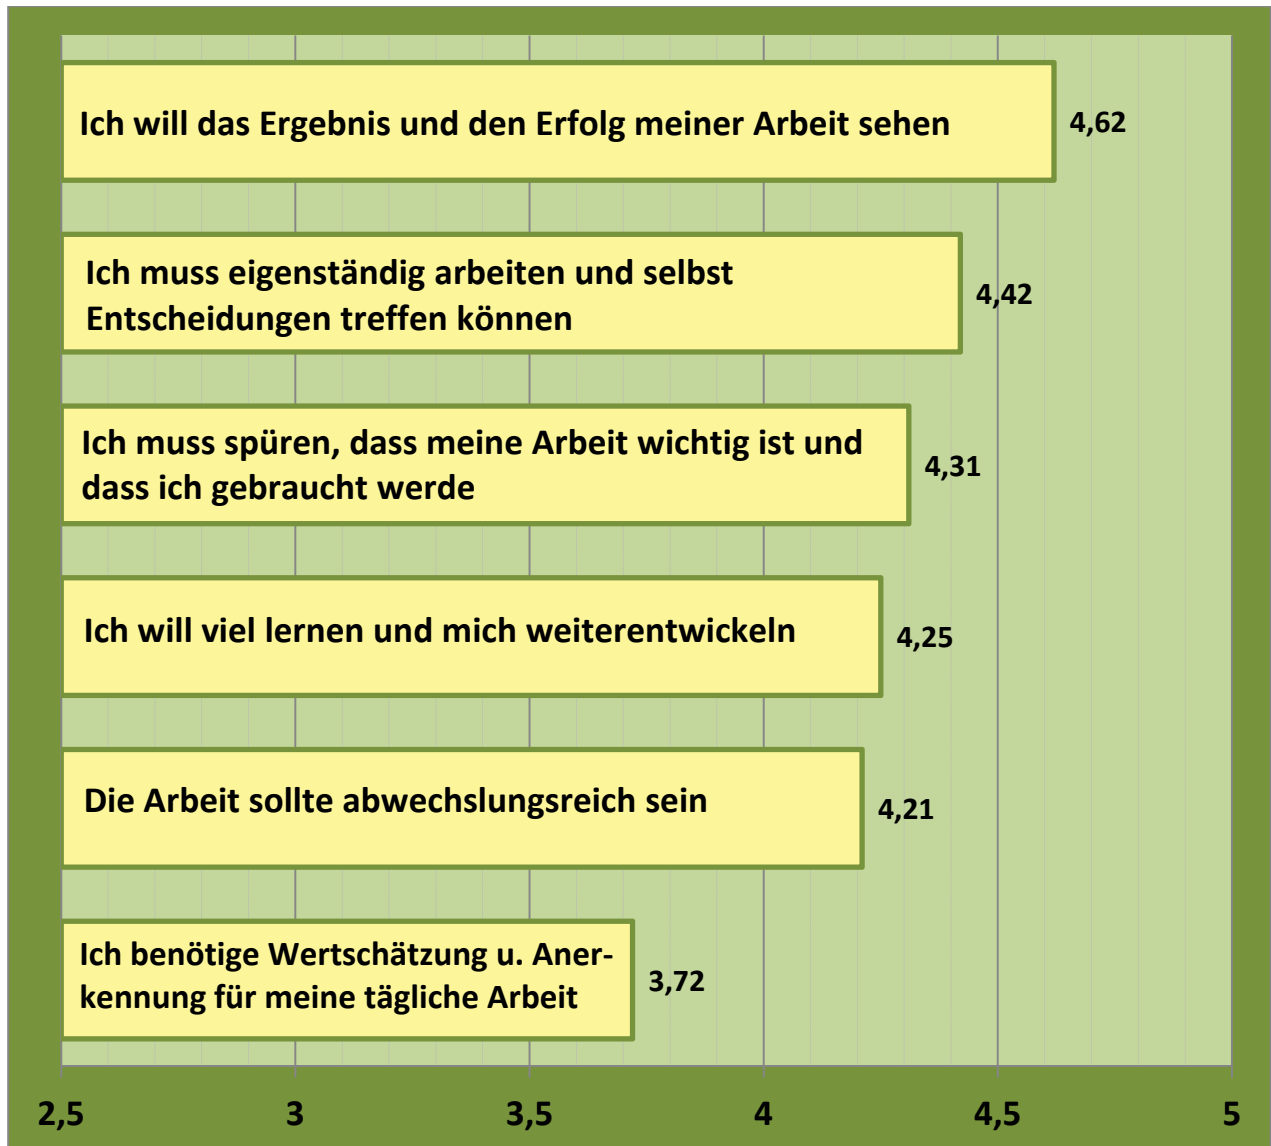 Ich will das Ergebnis und den Erfolg meiner Arbeit sehen
4,62
Ich muss eigenständig arbeiten und selbst
Entscheidungen treffen können
4,42
Ich muss spüren, dass meine Arbeit wichtig ist und
dass ich gebraucht werde
4,31
Ich will viel lernen und mich weiterentwickeln
4,25
Die Arbeit sollte abwechslungsreich sein
4,21
Ich benötige Wertschätzung u. Aner-
kennung für meine tägliche Arbeit
3,72
2,5 3 3,5 4 4,5 5